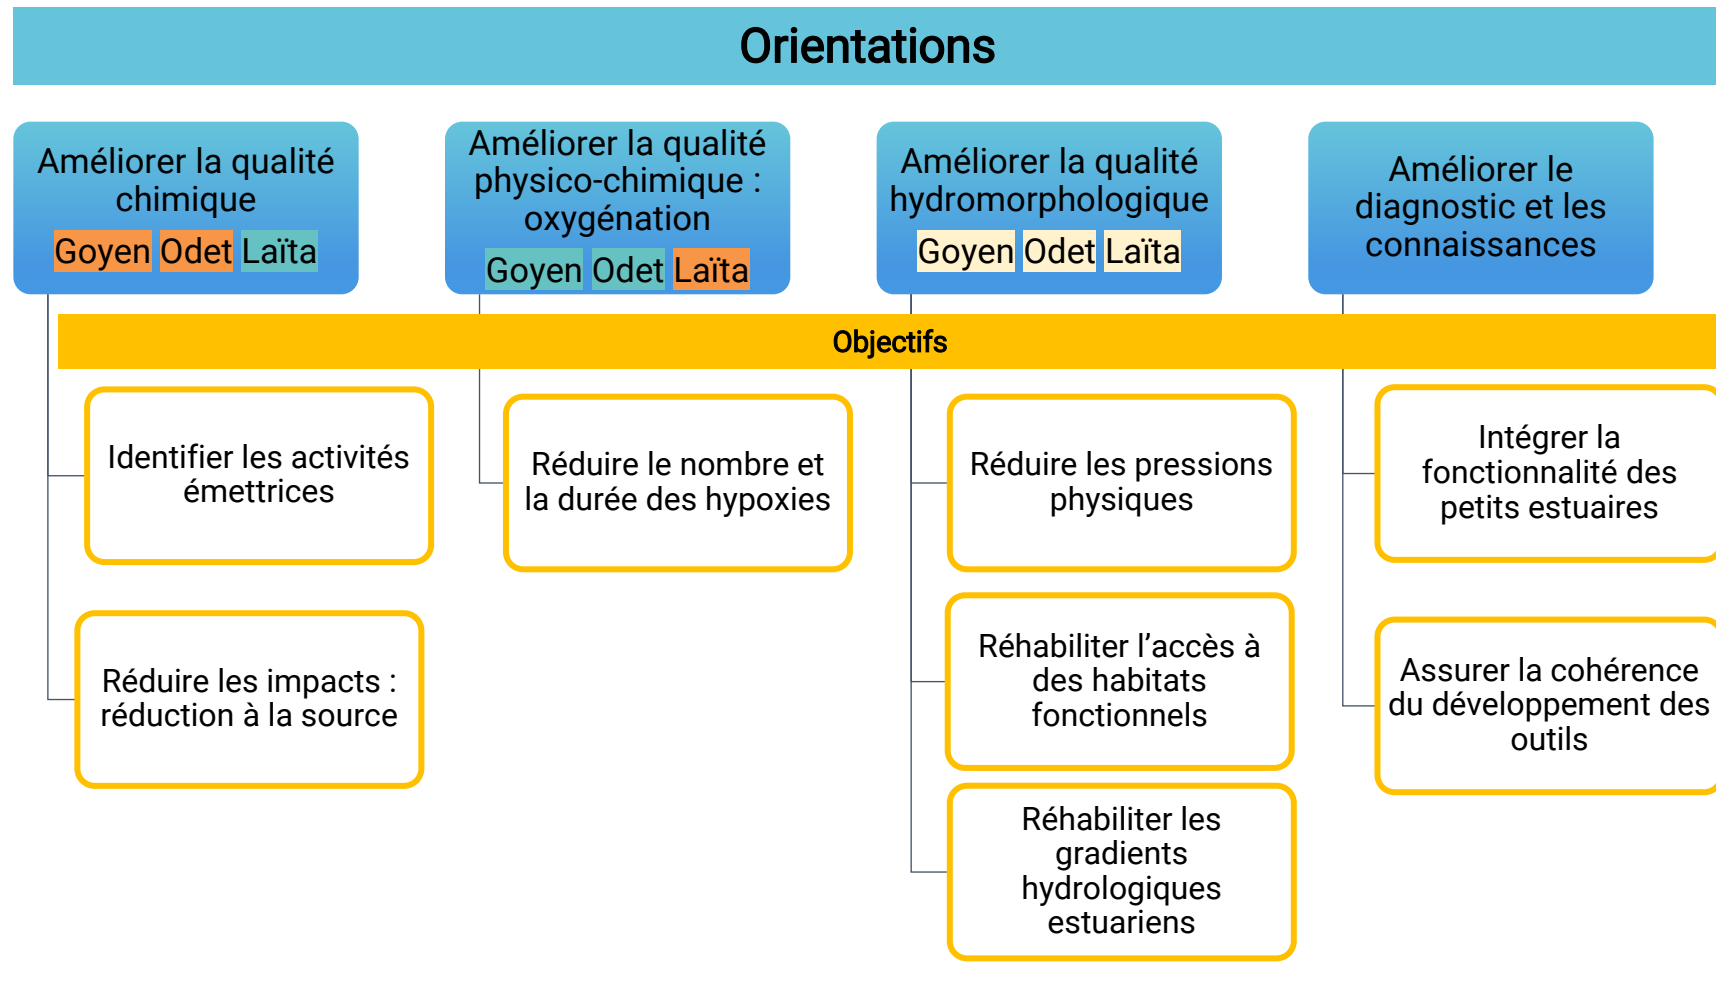 Orientations
Améliorer la qualité
chimique
Goyen Odet Laïta
Améliorer la qualité
physico-chimique :
oxygénation
Goyen Odet Laïta
Améliorer la qualité
hydromorphologique
Goyen Odet Laïta
Améliorer le
diagnostic et les
connaissances
Objectifs
Identifier les activités
émettrices
Réduire les impacts :
réduction à la source
Réduire le nombre et
la durée des hypoxies
Réduire les pressions
physiques
Réhabiliter l’accès à
des habitats
fonctionnels
Réhabiliter les
gradients
hydrologiques
estuariens
Intégrer la
fonctionnalité des
petits estuaires
Assurer la cohérence
du développement des
outils